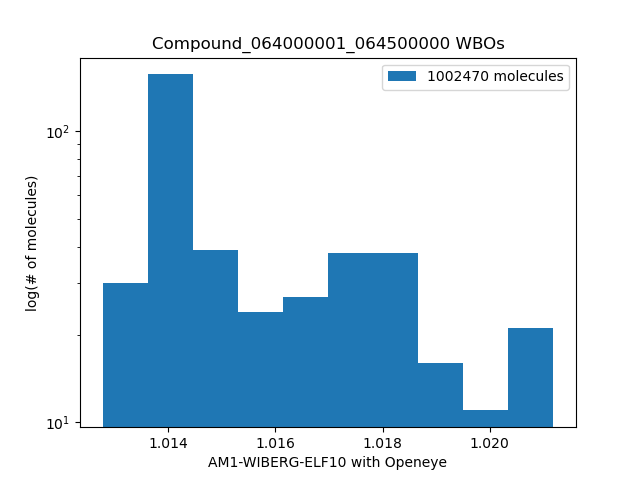 Compound_064000001_064500000 WBOs
1002470 molecules
log(# of molecules)
10²
10¹
1.014 1.016 1.018 1.020
AM1-WIBERG-ELF10 with Openeye